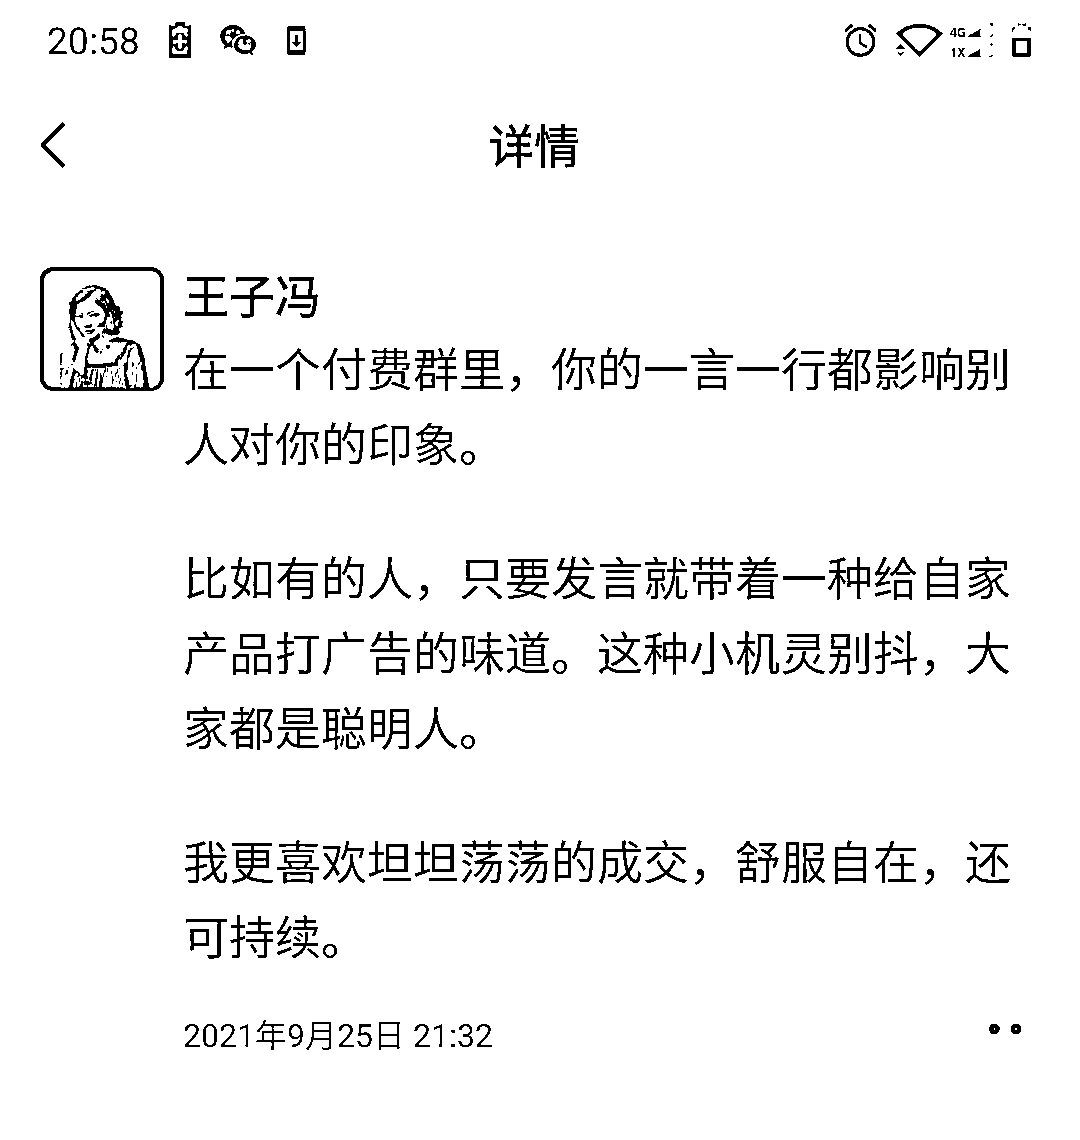 20:58
4G
1X
详情
王子冯
在一个付费群里，你的一言一行都影响别
人对你的印象。
比如有的人，只要发言就带着一种给自家
产品打广告的味道。这种小机灵别抖，大
家都是聪明人。
我更喜欢坦坦荡荡的成交，舒服自在，还
可持续。
2021年9月25日 21:32